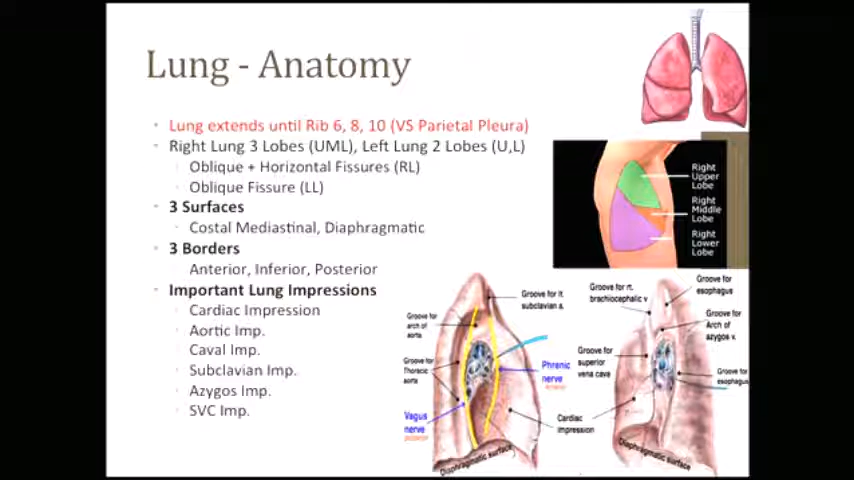 Lung - Anatomy
Lung extends until Rib 6, 8, 10 (VS Parietal Pleura)
Right Lung 3 Lobes (UML), Left Lung 2 Lobes (U,L)
Oblique + Horizontal Fissures (RL)
Oblique Fissure (LL)
3 Surfaces
Costal Mediastinal, Diaphragmatic
3 Borders
Anterior, Inferior, Posterior
Important Lung Impressions
Cardiac Impression
Aortic Imp.
Caval Imp.
Subclavian Imp.
Azygos Imp.
SVC Imp.
Right
Upper
Lobe
Right
Middle
Lobe
Right
Lower
Lobe
Groove for lt.
subclavian a.
Groove for
arch of
aorta
Groove for
Thoracic
aorta
Phrenic
nerve
Anterior
Vagus
nerve
posterior
Cardiac
impression
Diaphragmatic surface
Groove for rt.
brachiocephalic v
Groove for
esophagus
Groove for
Arch of
azygos v.
Groove for
superior
vena cava
Groove for
esophagus
Diaphragmatic surface